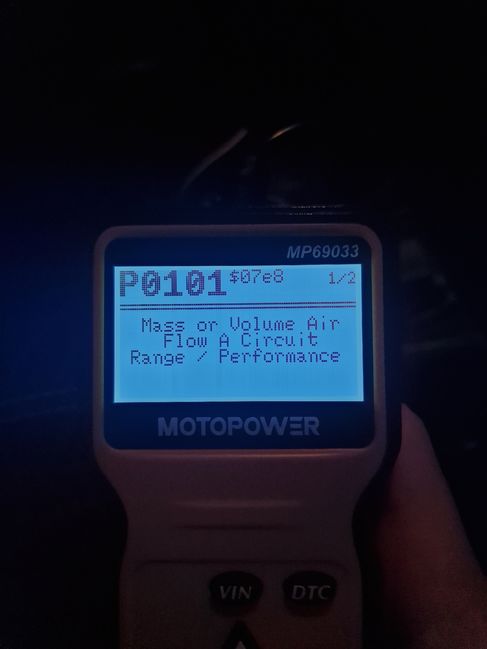 MP69033
P0101 $07e8 1/2
Mass or Volume Air
Flow A Circuit
Range / Performance
MOTOPOWER
VIN DTC